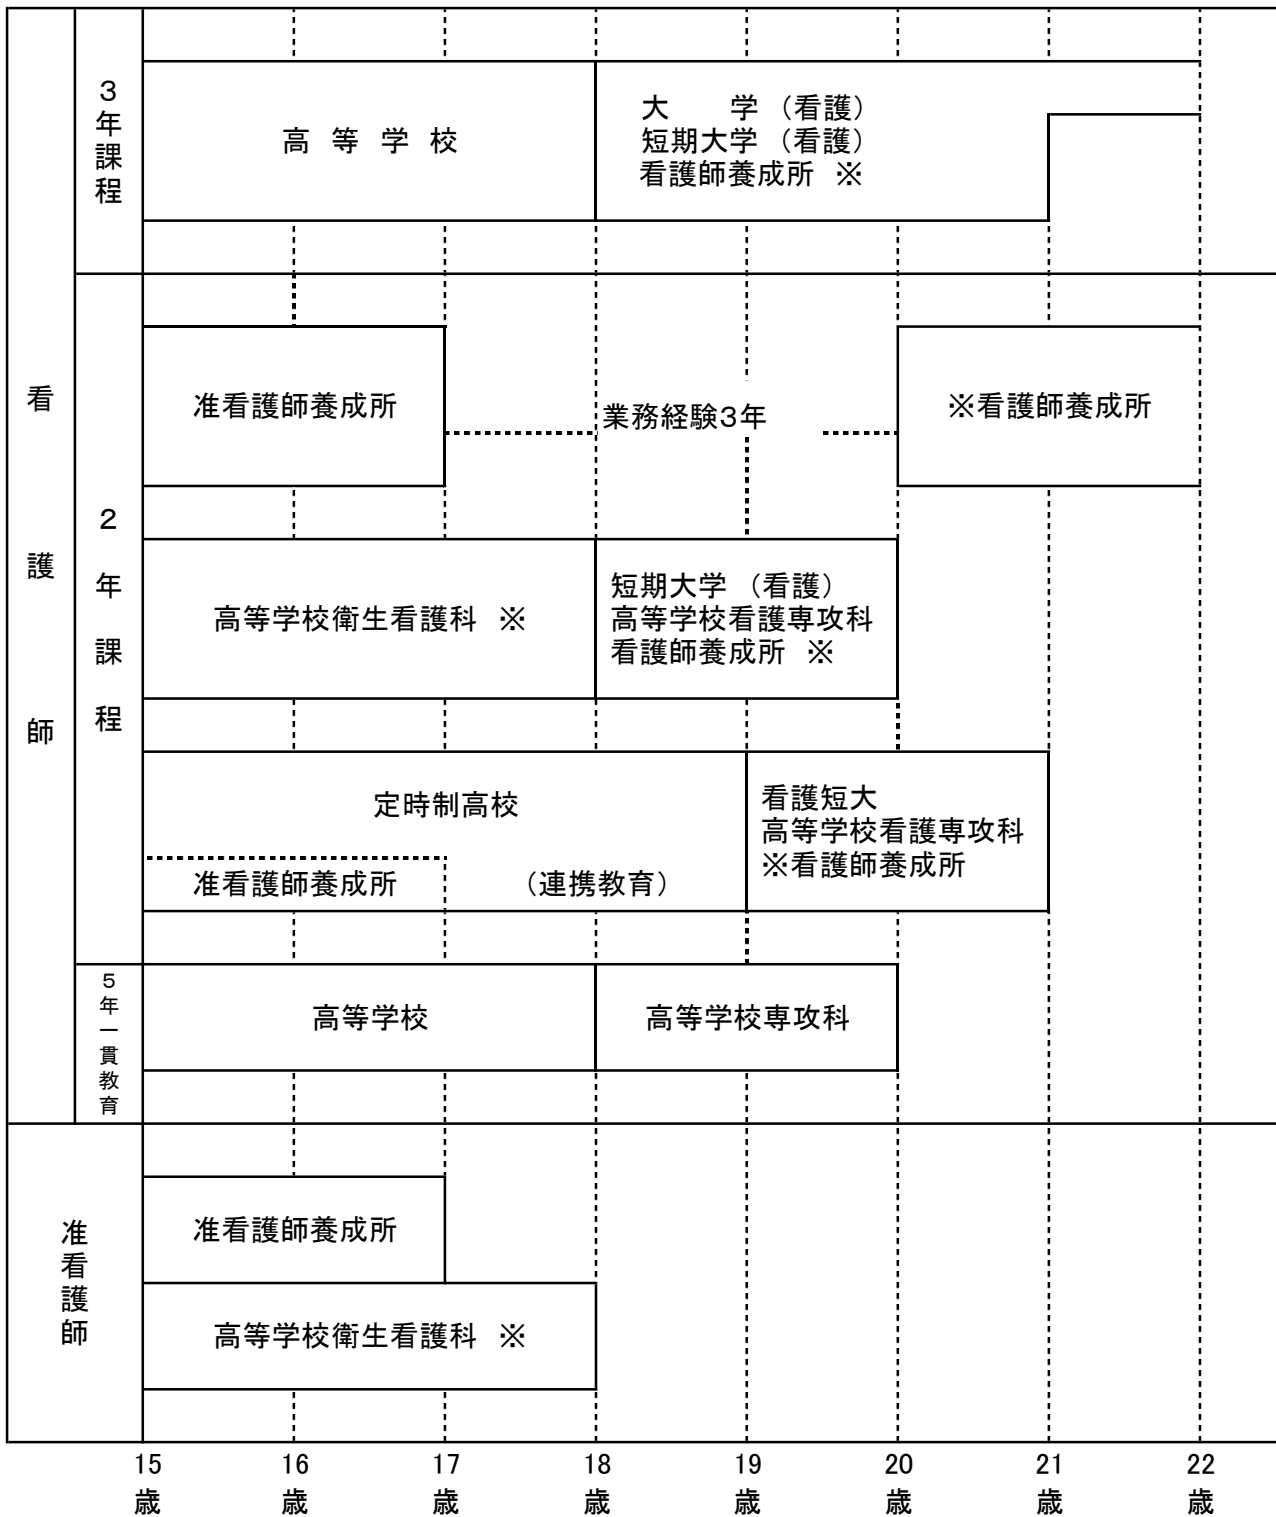 看護師
3年課程
高等学校
大　　学（看護）
短期大学（看護）
看護師養成所 ※
2年課程
准看護師養成所
業務経験3年
※看護師養成所
高等学校衛生看護科 ※
短期大学（看護）
高等学校看護専攻科
看護師養成所 ※
定時制高校
准看護師養成所
（連携教育）
看護短大
高等学校看護専攻科
※看護師養成所
5年一貫教育
高等学校
高等学校専攻科
准看護師
准看護師養成所
高等学校衛生看護科 ※
15 16 17 18 19 20 21 22
歳 歳 歳 歳 歳 歳 歳 歳